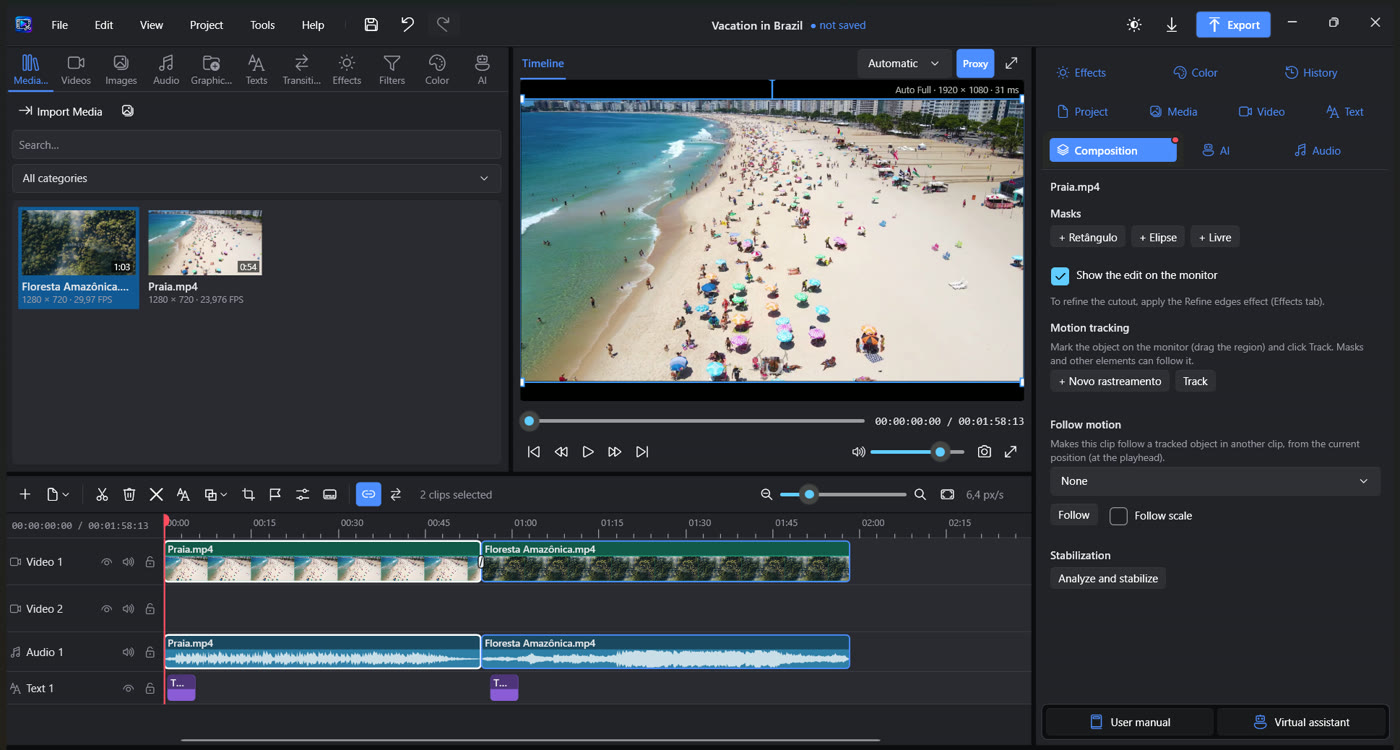 File Edit View Project Tools Help
Vacation in Brazil • not saved
Export
Media... Videos Images Audio Graphic... Texts Transiti... Effects Filters Color AI
Import Media
Search...
All categories
1:03
Floresta Amazônica....
1280 × 720 · 29,97 FPS
0:54
Praia.mp4
1280 × 720 · 23,976 FPS
Timeline
Automatic
Proxy
Auto Full · 1920 × 1080 · 31 ms
00:00:00:00 / 00:01:58:13
Effects Color History
Project Media Video Text
Composition AI Audio
Praia.mp4
Masks
+ Retângulo + Elipse + Livre
Show the edit on the monitor
To refine the cutout, apply the Refine edges effect (Effects tab).
Motion tracking
Mark the object on the monitor (drag the region) and click Track. Masks
and other elements can follow it.
+ Novo rastreamento Track
Follow motion
Makes this clip follow a tracked object in another clip, from the current
position (at the playhead).
None
Follow Follow scale
Stabilization
Analyze and stabilize
User manual Virtual assistant
2 clips selected
6,4 px/s
00:00:00:00 / 00:01:58:13
00:00 00:15 00:30 00:45 01:00 01:15 01:30 01:45 02:00 02:15
Video 1
Praia.mp4 Floresta Amazônica.mp4
Video 2
Audio 1
Praia.mp4 Floresta Amazônica.mp4
Text 1
T... T...